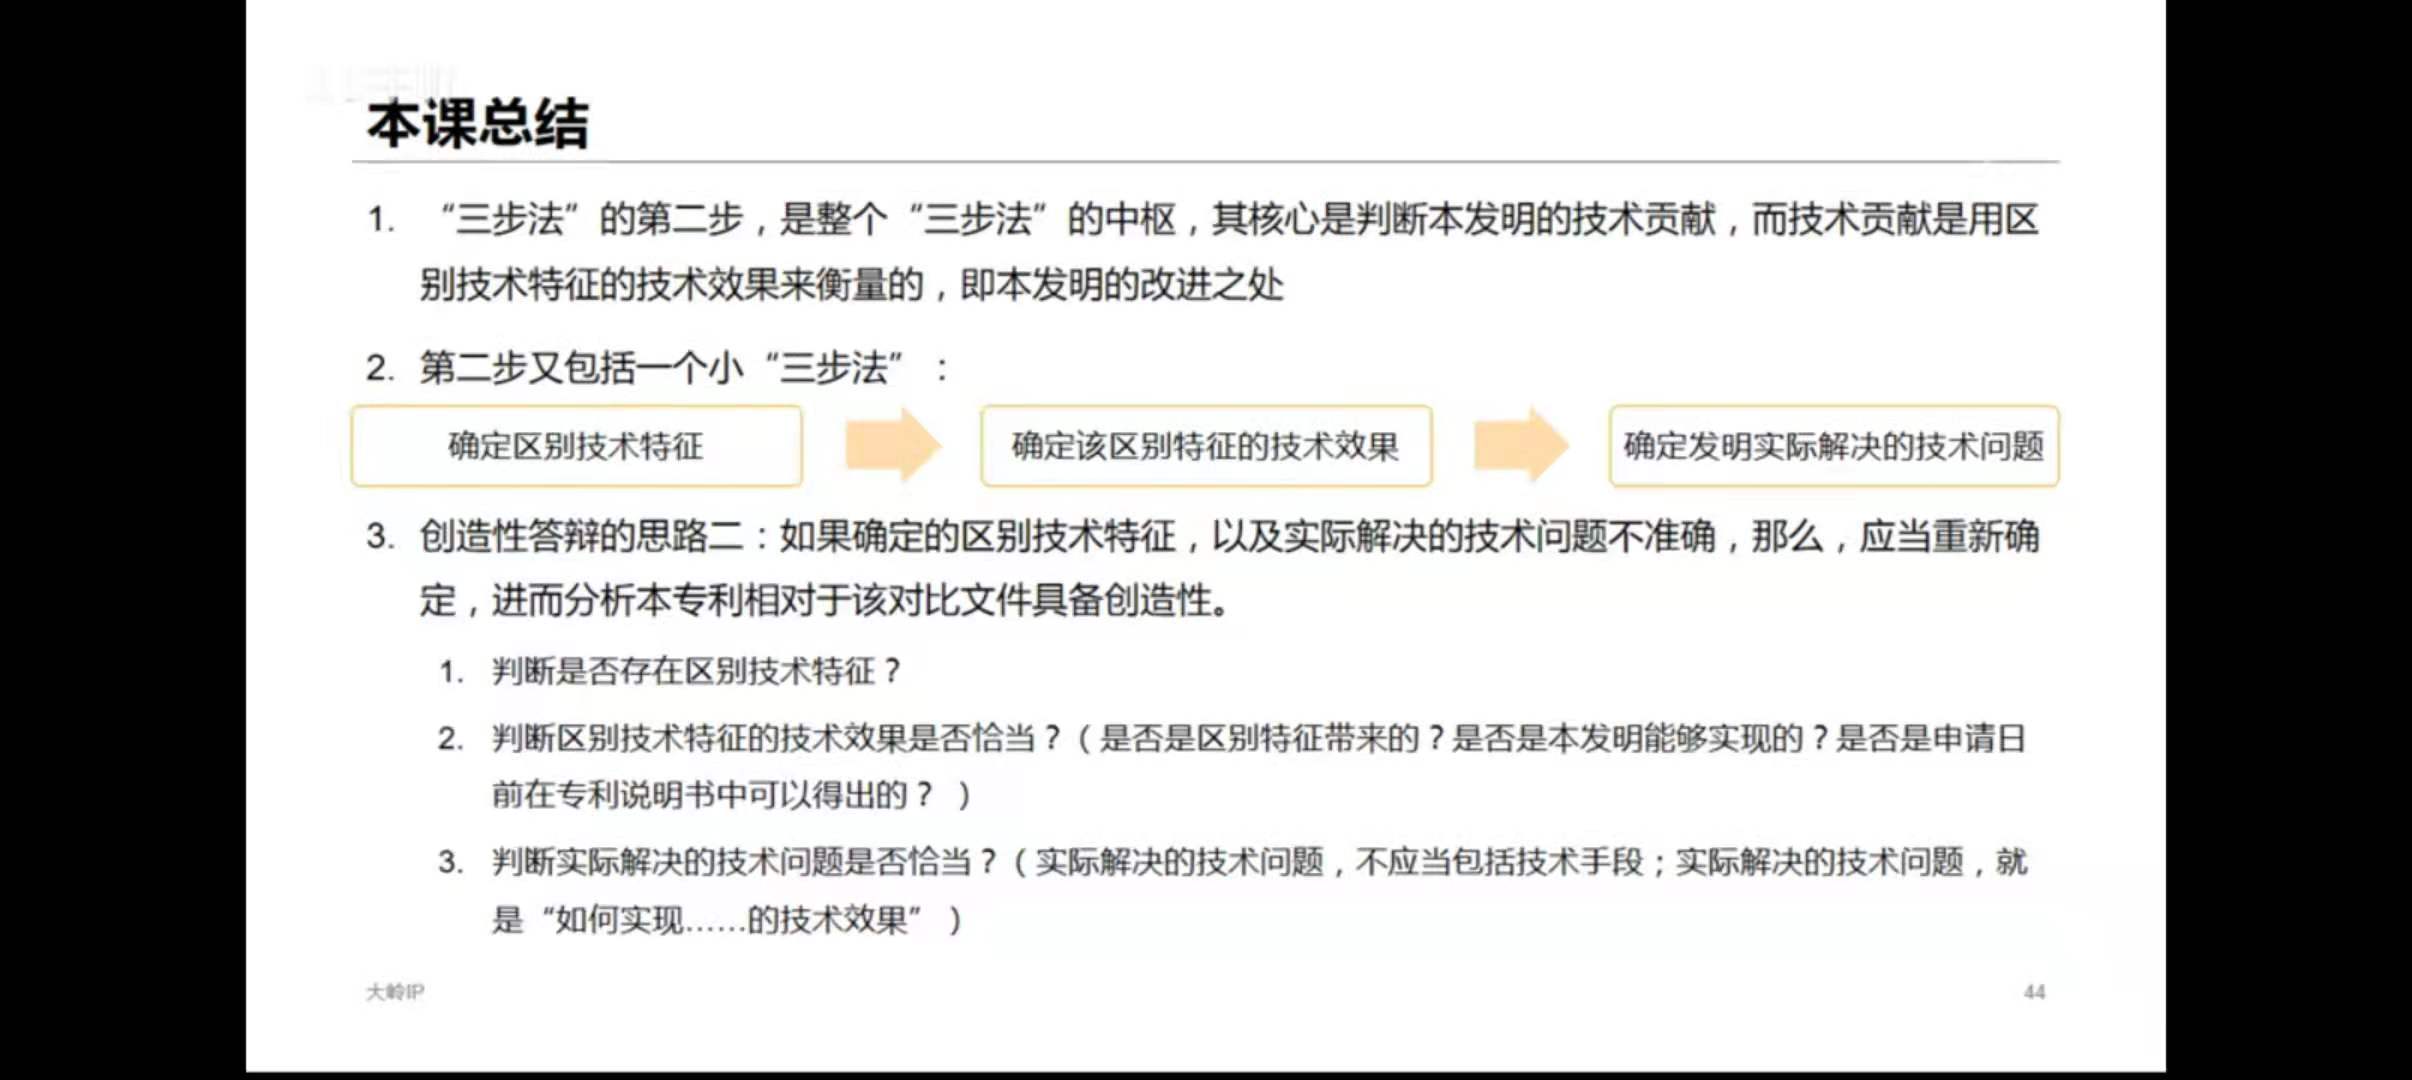 本课总结
1. “三步法”的第二步，是整个“三步法”的中枢，其核心是判断本发明的技术贡献，而技术贡献是用区
别技术特征的技术效果来衡量的，即本发明的改进之处
2. 第二步又包括一个小“三步法”：
确定区别技术特征
确定该区别特征的技术效果
确定发明实际解决的技术问题
3. 创造性答辩的思路二：如果确定的区别技术特征，以及实际解决的技术问题不准确，那么，应当重新确
定，进而分析本专利相对于该对比文件具备创造性。
1. 判断是否存在区别技术特征？
2. 判断区别技术特征的技术效果是否恰当？（是否是区别特征带来的？是否是本发明能够实现的？是否是申请日
前在专利说明书中可以得出的？）
3. 判断实际解决的技术问题是否恰当？（实际解决的技术问题，不应当包括技术手段；实际解决的技术问题，就
是“如何实现……的技术效果”）
大岭IP
44